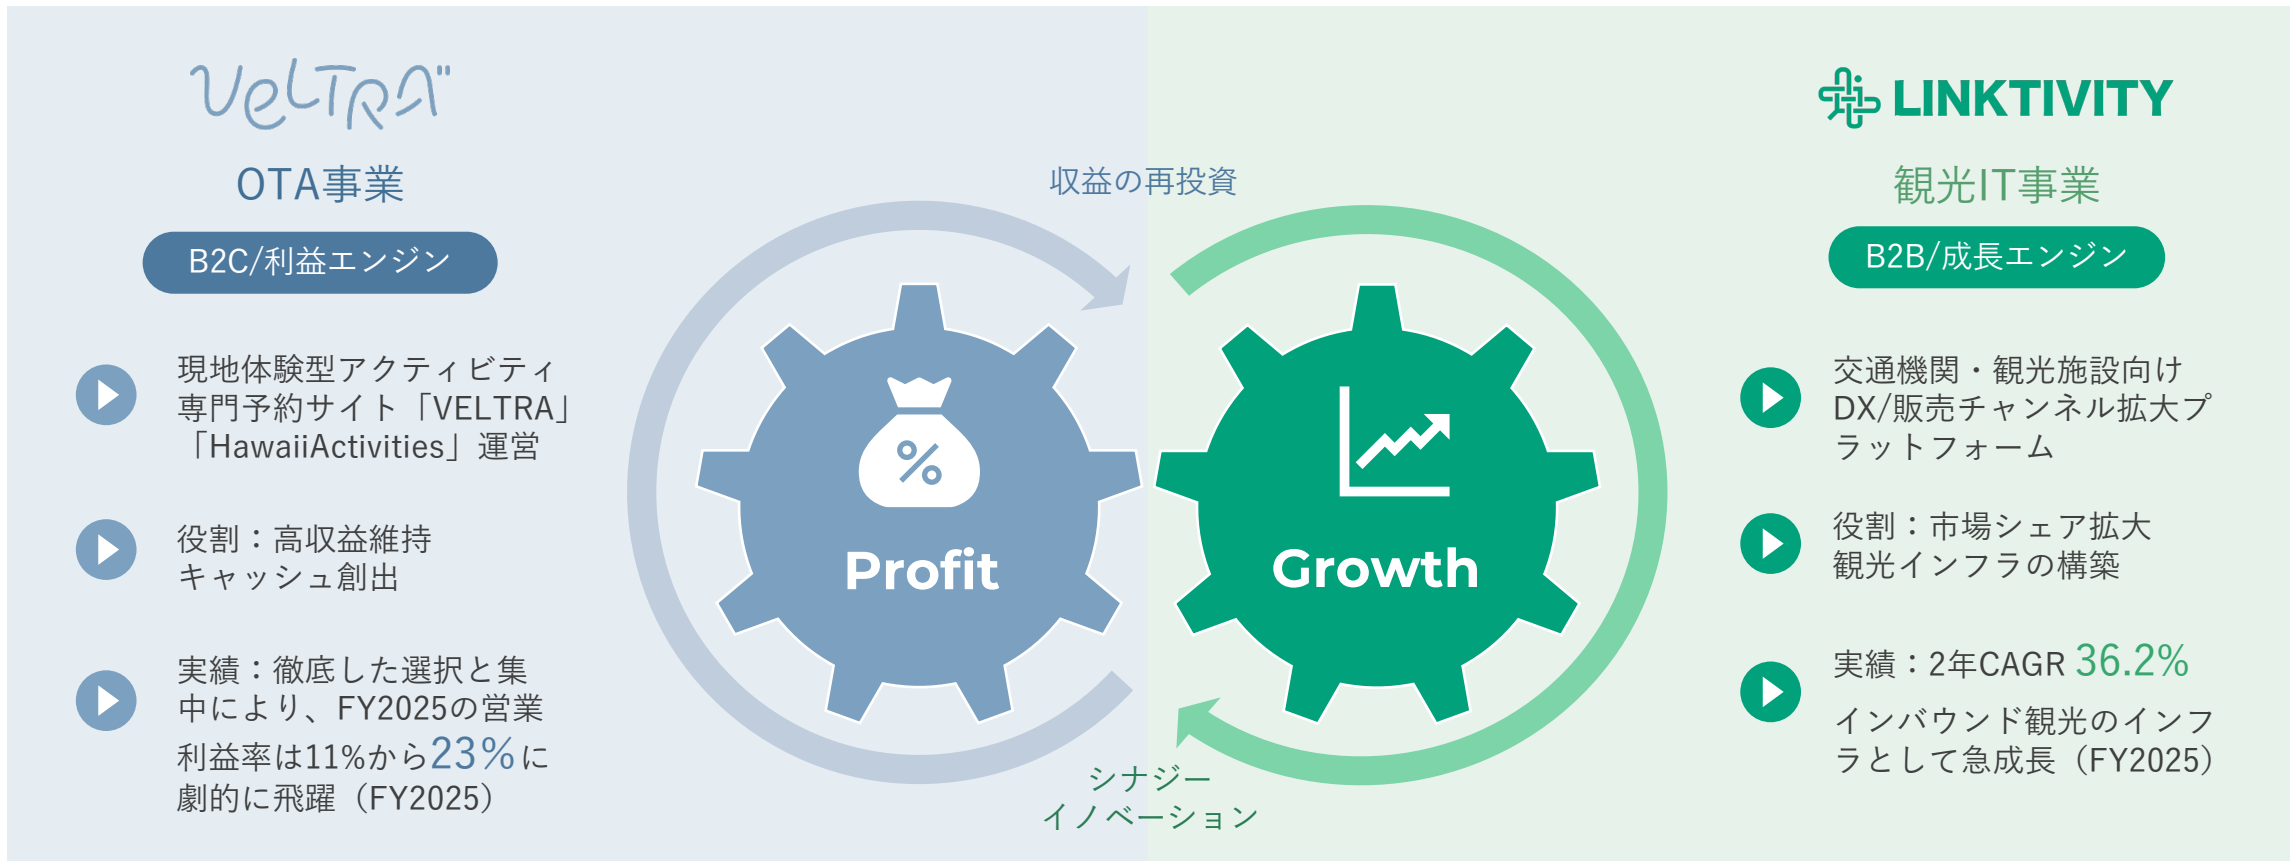 VELTRA
OTA事業
B2C/利益エンジン
現地体験型アクティビティ
専門予約サイト「VELTRA」
「HawaiiActivities」運営
役割：高収益維持
キャッシュ創出
実績：徹底した選択と集
中により、FY2025の営業
利益率は11%から23%に
劇的に飛躍（FY2025）
収益の再投資
Profit
Growth
シナジー
イノベーション
LINKTIVITY
観光IT事業
B2B/成長エンジン
交通機関・観光施設向け
DX/販売チャンネル拡大プ
ラットフォーム
役割：市場シェア拡大
観光インフラの構築
実績：2年CAGR 36.2%
インバウンド観光のインフ
ラとして急成長（FY2025）